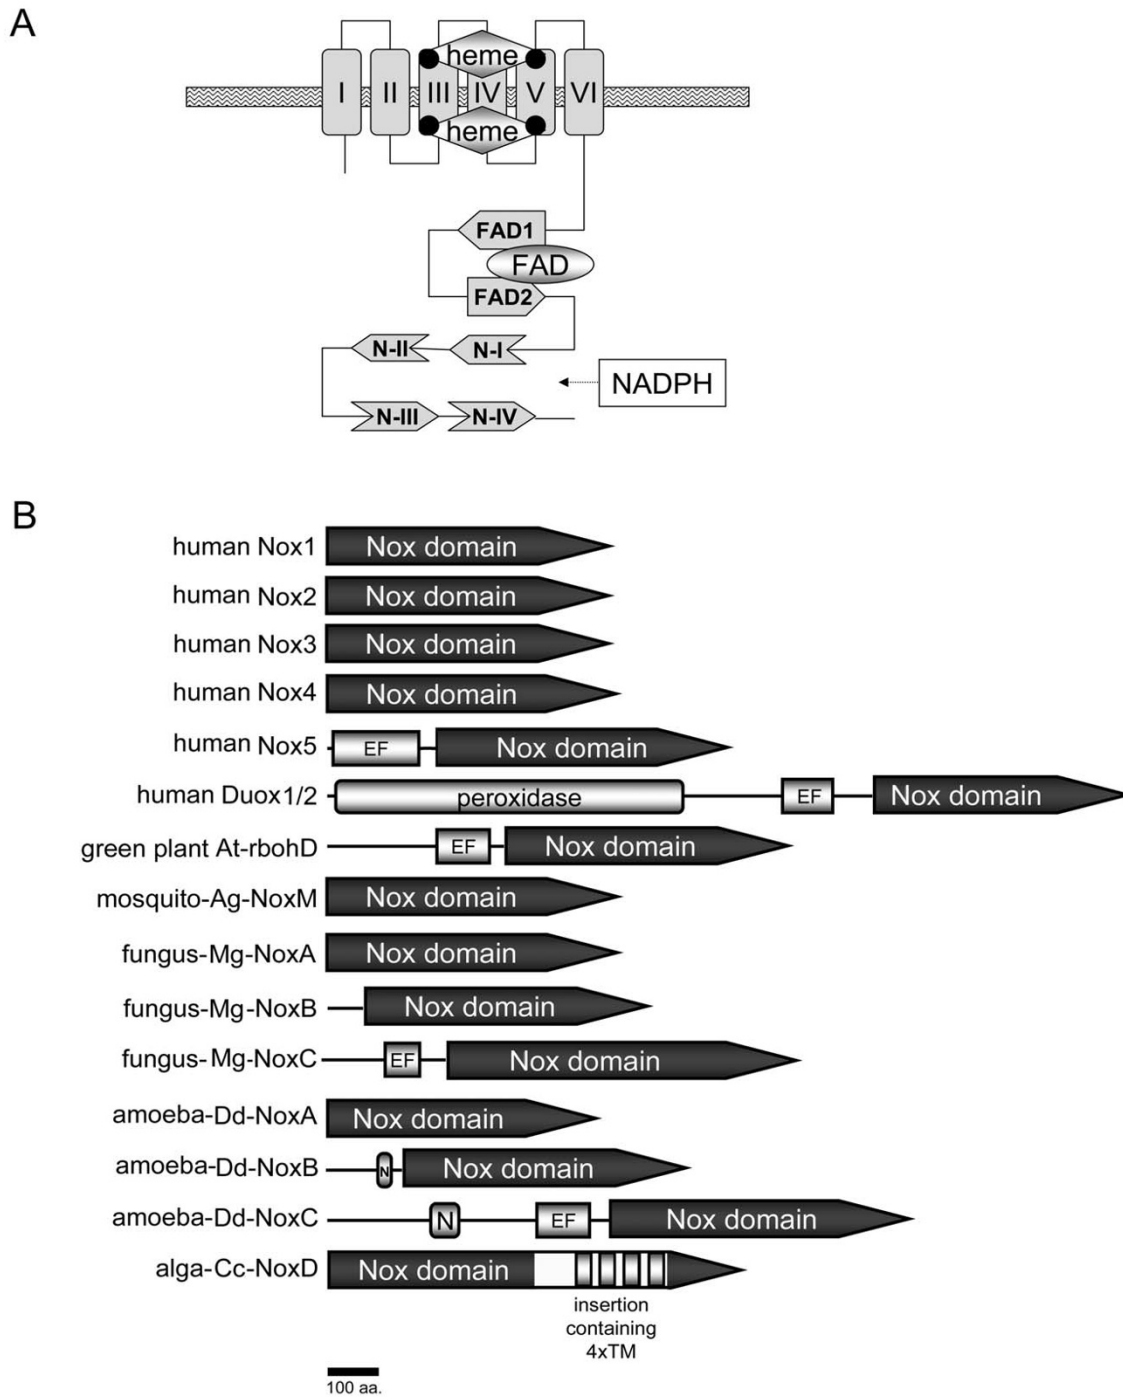 A
heme
I II III IV V VI
heme
FAD1
FAD
FAD2
N-II N-I
NADPH
N-III N-IV
B
human Nox1 Nox domain
human Nox2 Nox domain
human Nox3 Nox domain
human Nox4 Nox domain
human Nox5 EF Nox domain
human Duox1/2 peroxidase EF Nox domain
green plant At-rbohD EF Nox domain
mosquito-Ag-NoxM Nox domain
fungus-Mg-NoxA Nox domain
fungus-Mg-NoxB Nox domain
fungus-Mg-NoxC EF Nox domain
amoeba-Dd-NoxA Nox domain
amoeba-Dd-NoxB N Nox domain
amoeba-Dd-NoxC N EF Nox domain
alga-Cc-NoxD Nox domain
insertion
containing
4xTM
100 aa.